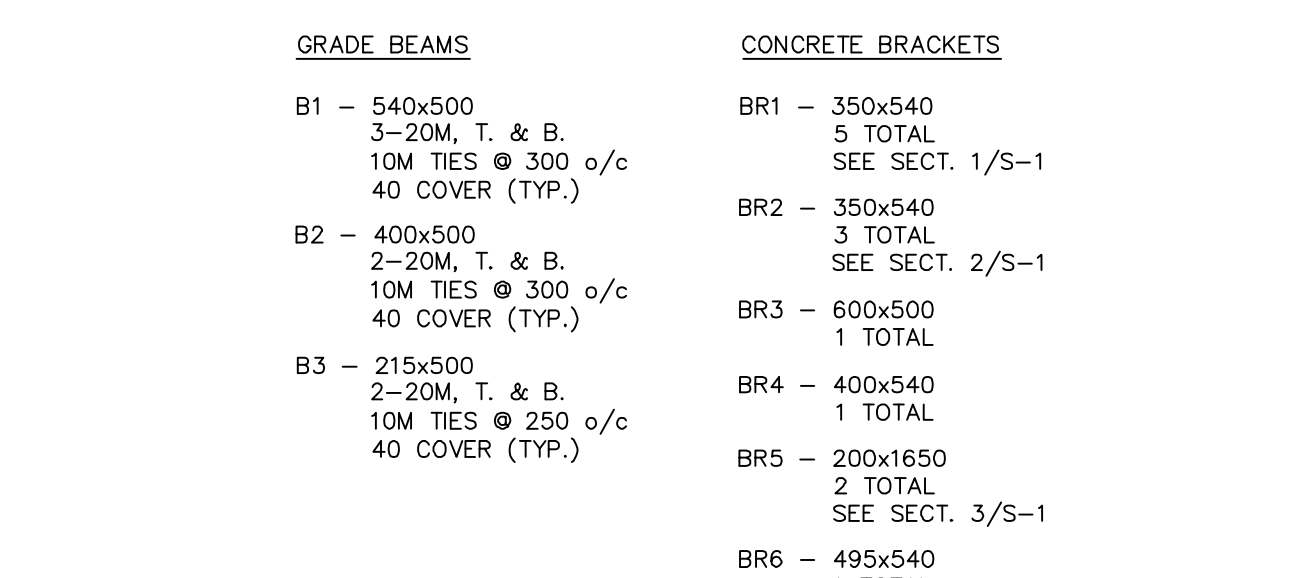 GRADE BEAMS
B1 – 540x500
3–20M, T. & B.
10M TIES @ 300 o/c
40 COVER (TYP.)
B2 – 400x500
2–20M, T. & B.
10M TIES @ 300 o/c
40 COVER (TYP.)
B3 – 215x500
2–20M, T. & B.
10M TIES @ 250 o/c
40 COVER (TYP.)
CONCRETE BRACKETS
BR1 – 350x540
5 TOTAL
SEE SECT. 1/S–1
BR2 – 350x540
3 TOTAL
SEE SECT. 2/S–1
BR3 – 600x500
1 TOTAL
BR4 – 400x540
1 TOTAL
BR5 – 200x1650
2 TOTAL
SEE SECT. 3/S–1
BR6 – 495x540